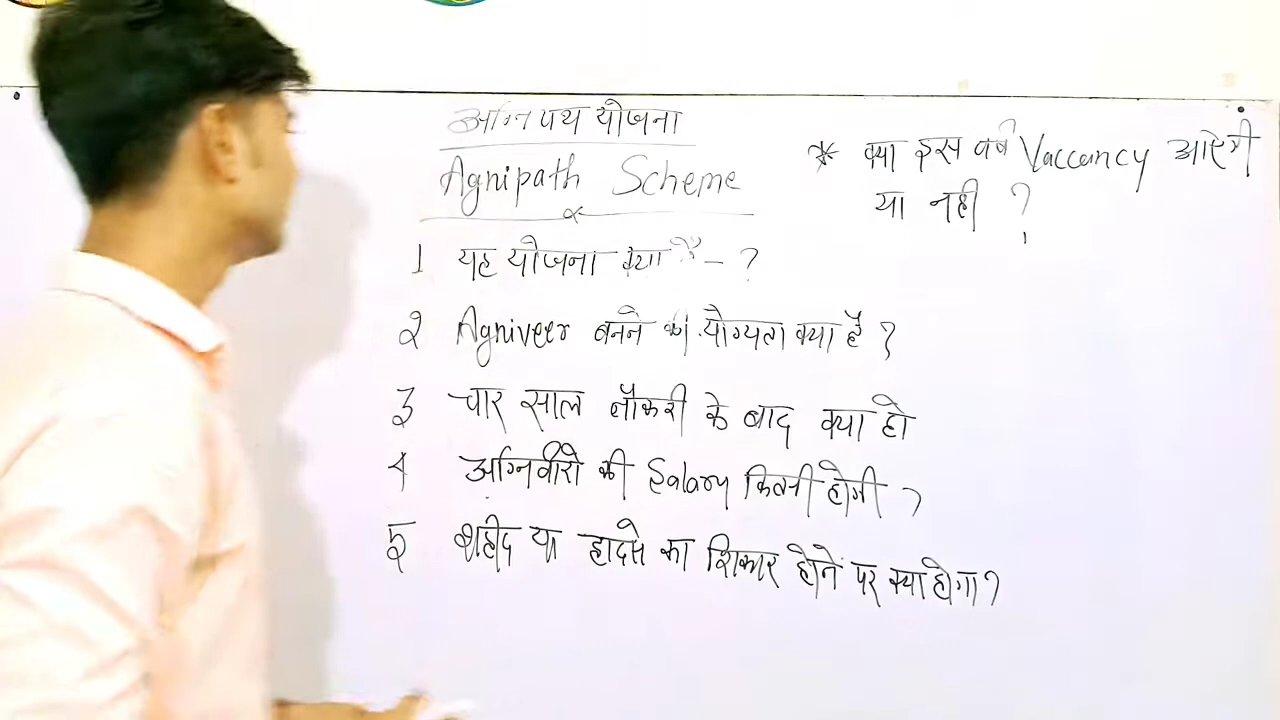 अग्निपथ योजना
Agnipath Scheme
1 यह योजना क्या है – ?
2 Agniveer बनने की योग्यता क्या है ?
3 चार साल नौकरी के बाद क्या हो
4 अग्निवीरो की Salary कितनी होगी ?
5 शहीद या हादसे का शिकार होने पर क्या होगा ?
* क्या इस वर्ष Vaccancy आऐगी
या नही ?